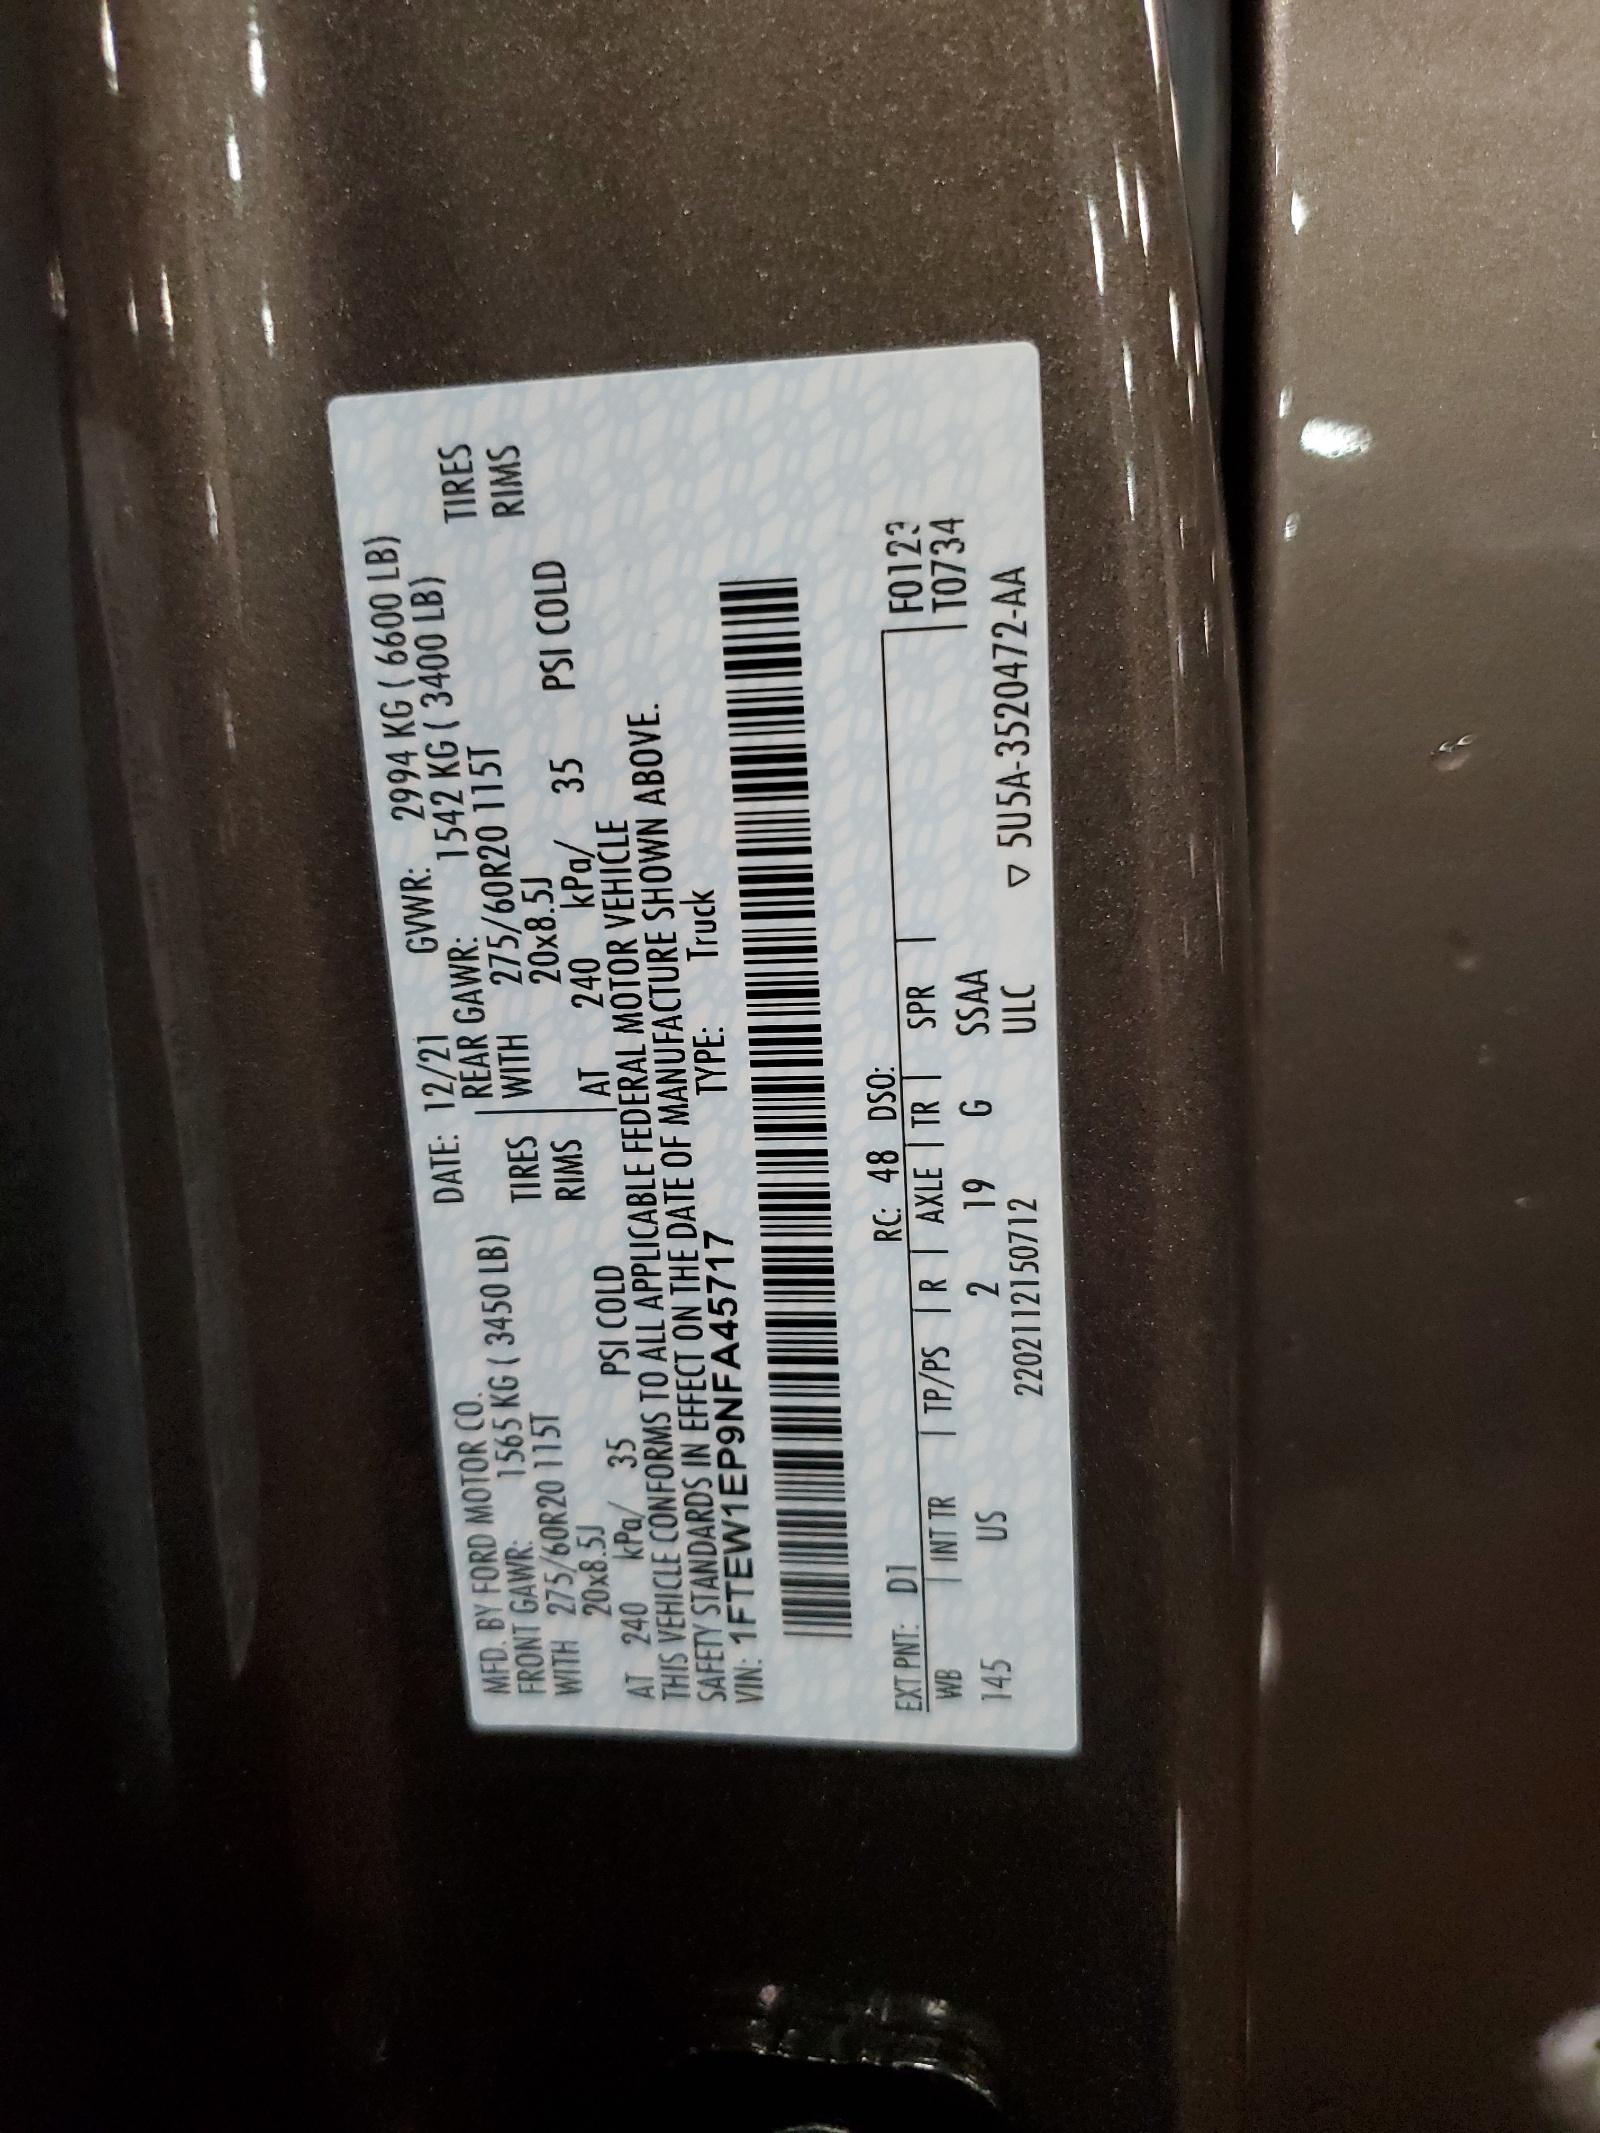 MFD. BY FORD MOTOR CO. DATE: 12/21 GVWR: 2994 KG ( 6600 LB)
FRONT GAWR: 1565 KG ( 3450 LB) REAR GAWR: 1542 KG ( 3400 LB)
WITH 275/60R20 115T TIRES WITH 275/60R20 115T TIRES
20x8.5J RIMS 20x8.5J RIMS
AT 240 kPa/ 35 PSI COLD AT 240 kPa/ 35 PSI COLD
THIS VEHICLE CONFORMS TO ALL APPLICABLE FEDERAL MOTOR VEHICLE
SAFETY STANDARDS IN EFFECT ON THE DATE OF MANUFACTURE SHOWN ABOVE.
VIN: 1FTEW1EP9NFA45717 TYPE: Truck
EXT PNT: D1 RC: 48 DSO: F0123
WB INT TR TP/PS R AXLE TR SPR T0734
145 US 2 19 G SSAA
22021121150712 ULC ▽ 5U5A-3520472-AA